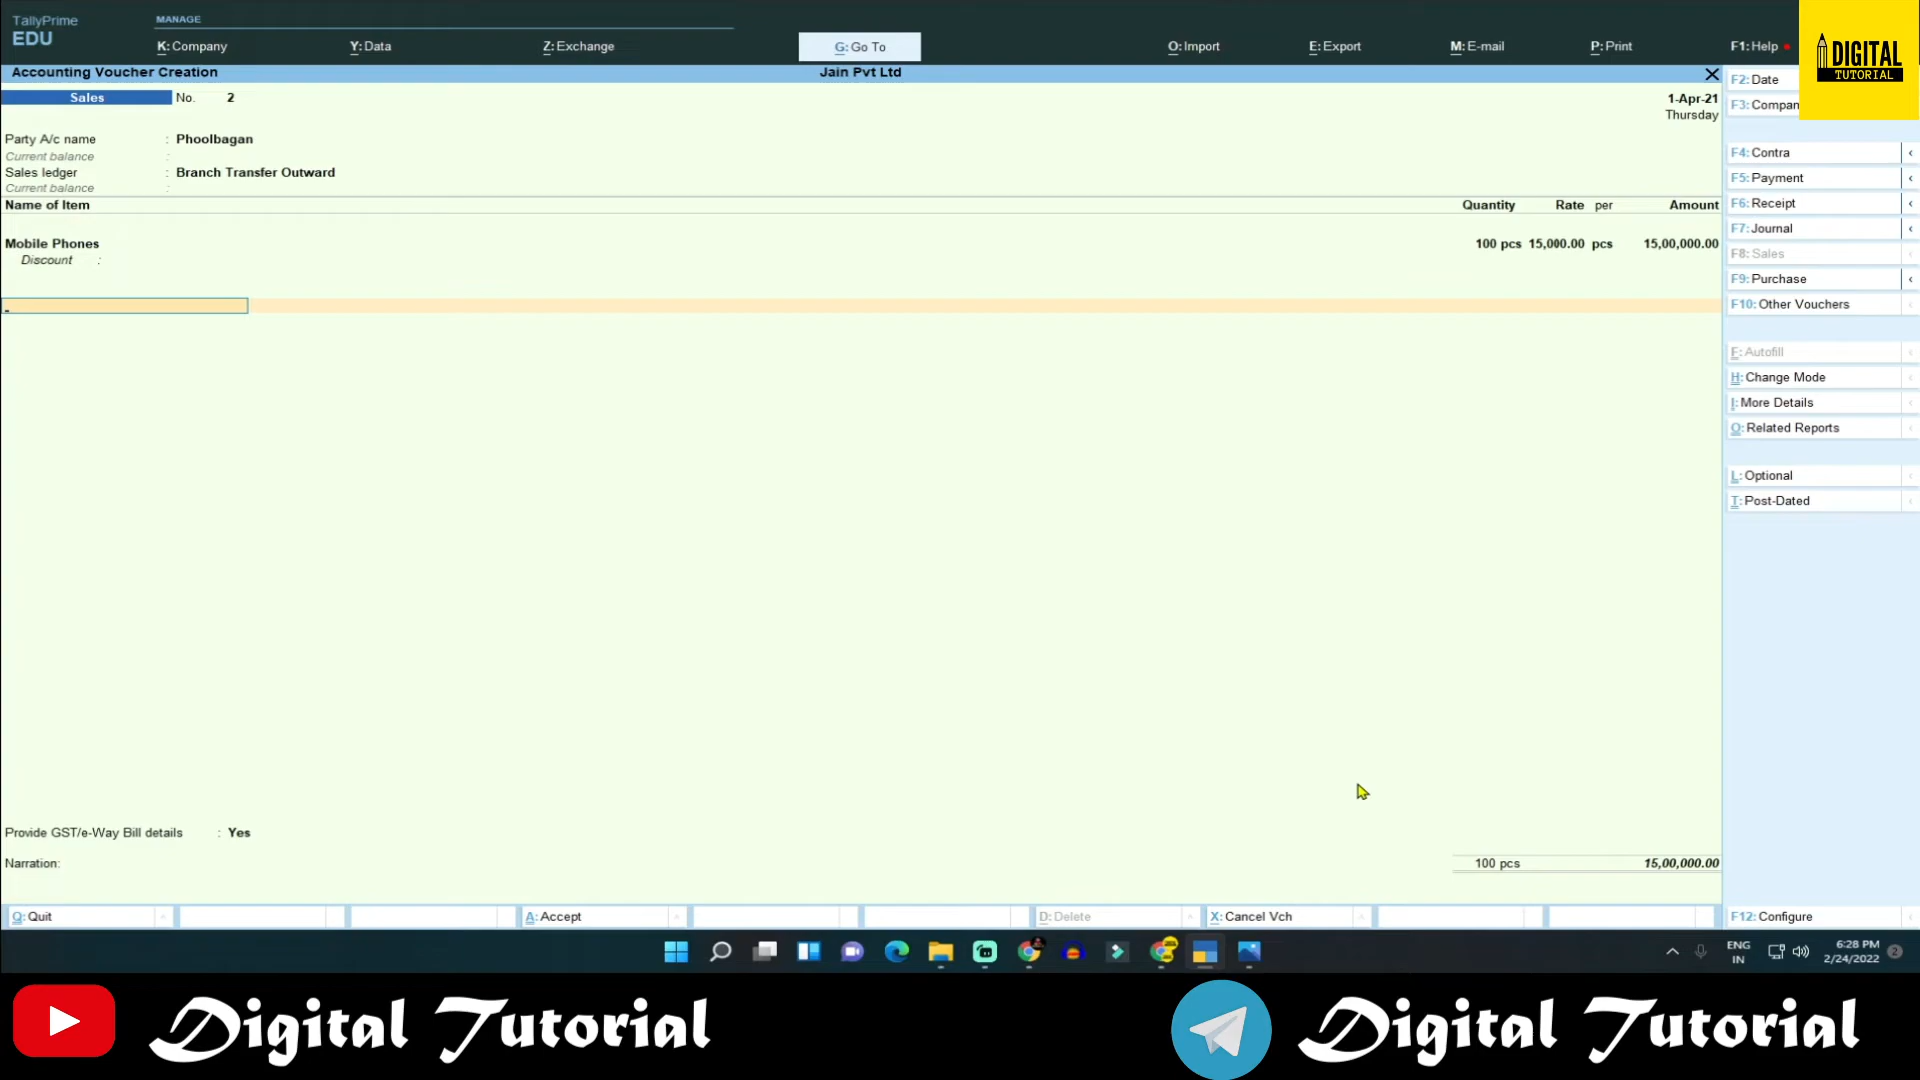 TallyPrime
EDU
MANAGE
K: Company
Y: Data
Z: Exchange
G: Go To
O: Import
E: Export
M: E-mail
P: Print
F1: Help
DIGITAL
TUTORIAL
Accounting Voucher Creation
Jain Pvt Ltd
F2: Date
Sales No. 2
1-Apr-21
F3: Compan
Thursday
Party A/c name : Phoolbagan
Current balance :
Sales ledger : Branch Transfer Outward
Current balance :
Name of Item Quantity Rate per Amount
Mobile Phones 100 pcs 15,000.00 pcs 15,00,000.00
Discount :
F4: Contra
F5: Payment
F6: Receipt
F7: Journal
F8: Sales
F9: Purchase
F10: Other Vouchers
F: Autofill
H: Change Mode
I: More Details
O: Related Reports
L: Optional
T: Post-Dated
Provide GST/e-Way Bill details : Yes
Narration:
100 pcs 15,00,000.00
Q: Quit
A: Accept
D: Delete
X: Cancel Vch
F12: Configure
ENG
IN
6:28 PM
2/24/2022
2
Digital Tutorial
Digital Tutorial